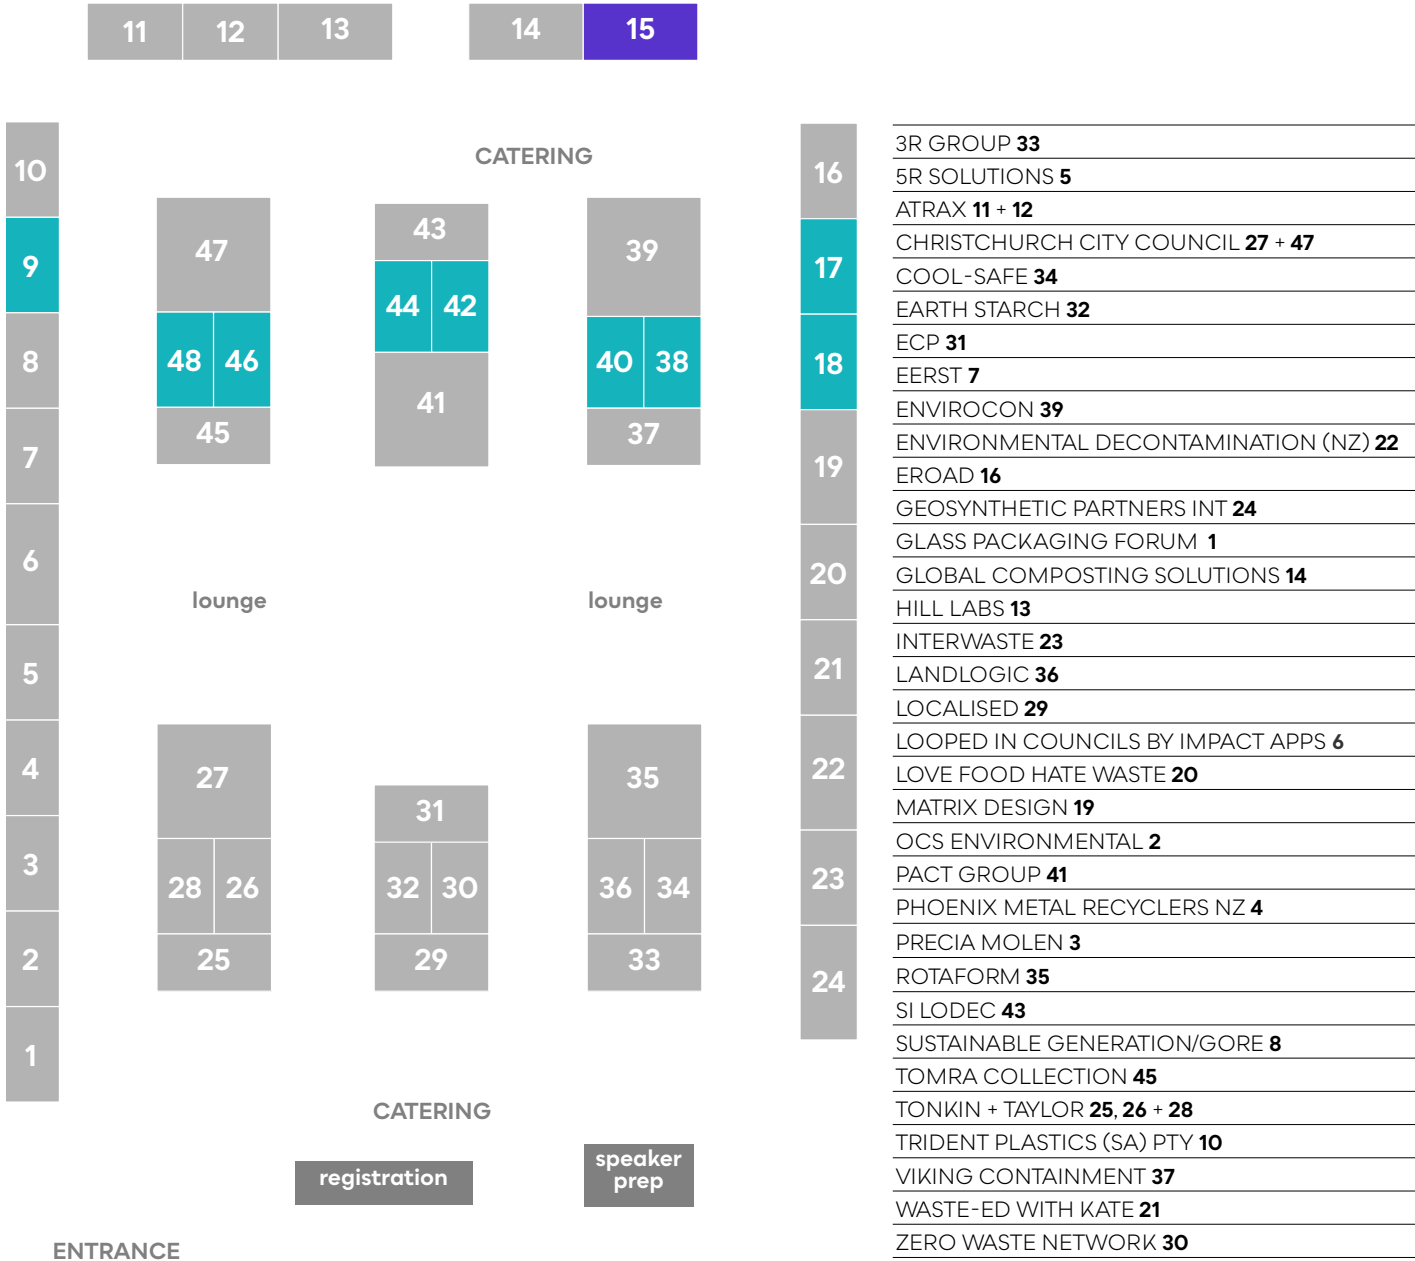 11 12 13 14 15
CATERING
10
9
8
7
6
5
4
3
2
1
47
48 46
45
43
44 42
41
39
40 38
37
lounge
lounge
27
28 26
25
31
32 30
29
35
36 34
33
16
17
18
19
20
21
22
23
24
CATERING
registration
speaker
prep
ENTRANCE
3R GROUP 33
5R SOLUTIONS 5
ATRAX 11 + 12
CHRISTCHURCH CITY COUNCIL 27 + 47
COOL-SAFE 34
EARTH STARCH 32
ECP 31
EERST 7
ENVIROCON 39
ENVIRONMENTAL DECONTAMINATION (NZ) 22
EROAD 16
GEOSYNTHETIC PARTNERS INT 24
GLASS PACKAGING FORUM 1
GLOBAL COMPOSTING SOLUTIONS 14
HILL LABS 13
INTERWASTE 23
LANDLOGIC 36
LOCALISED 29
LOOPED IN COUNCILS BY IMPACT APPS 6
LOVE FOOD HATE WASTE 20
MATRIX DESIGN 19
OCS ENVIRONMENTAL 2
PACT GROUP 41
PHOENIX METAL RECYCLERS NZ 4
PRECIA MOLEN 3
ROTAFORM 35
SI LODEC 43
SUSTAINABLE GENERATION/GORE 8
TOMRA COLLECTION 45
TONKIN + TAYLOR 25, 26 + 28
TRIDENT PLASTICS (SA) PTY 10
VIKING CONTAINMENT 37
WASTE-ED WITH KATE 21
ZERO WASTE NETWORK 30